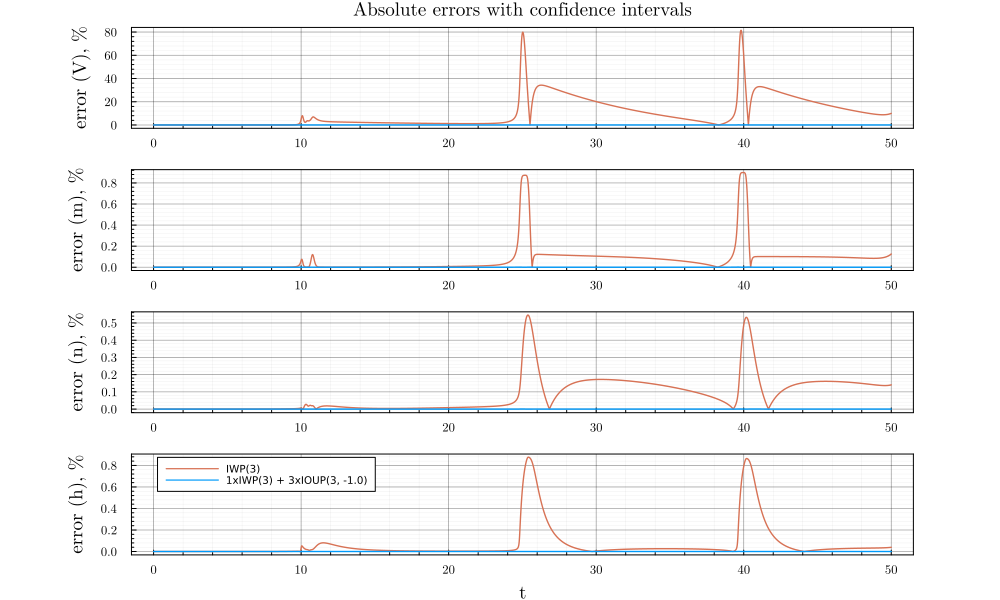 Absolute errors with confidence intervals
error (V), %
80
60
40
20
0
0 10 20 30 40 50
error (m), %
0.8
0.6
0.4
0.2
0.0
0 10 20 30 40 50
error (n), %
0.5
0.4
0.3
0.2
0.1
0.0
0 10 20 30 40 50
error (h), %
0.8
0.6
0.4
0.2
0.0
IWP(3)
1xIWP(3) + 3xIOUP(3, -1.0)
0 10 20 30 40 50
t